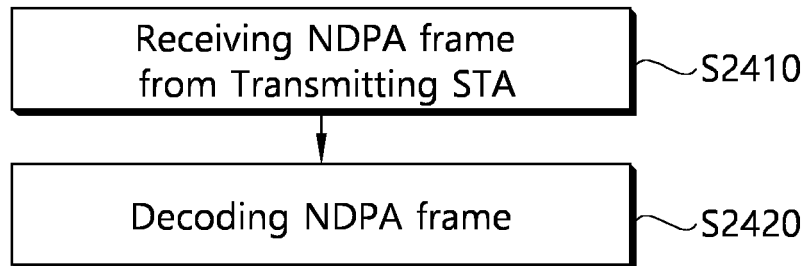 Receiving NDPA frame
from Transmitting STA
S2410
Decoding NDPA frame
S2420